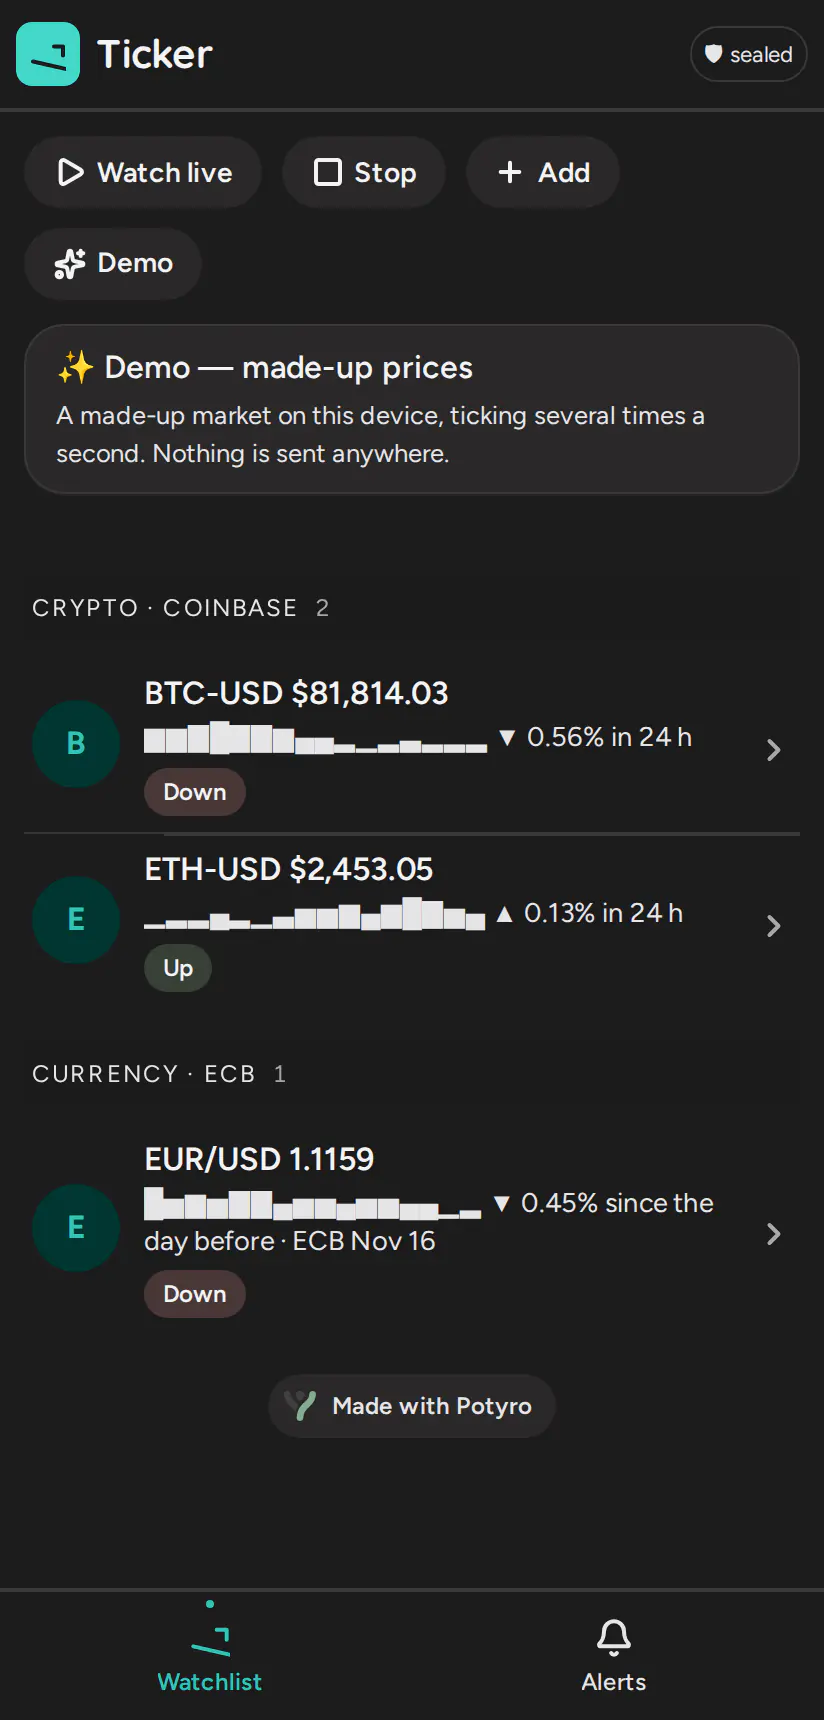 Ticker
sealed
Watch live
Stop
Add
Demo
✨ Demo — made-up prices
A made-up market on this device, ticking several times a
second. Nothing is sent anywhere.
CRYPTO · COINBASE 2
B
BTC-USD $81,814.03
▼ 0.56% in 24 h
Down
E
ETH-USD $2,453.05
▲ 0.13% in 24 h
Up
CURRENCY · ECB 1
E
EUR/USD 1.1159
▼ 0.45% since the
day before · ECB Nov 16
Down
Made with Potyro
Watchlist
Alerts